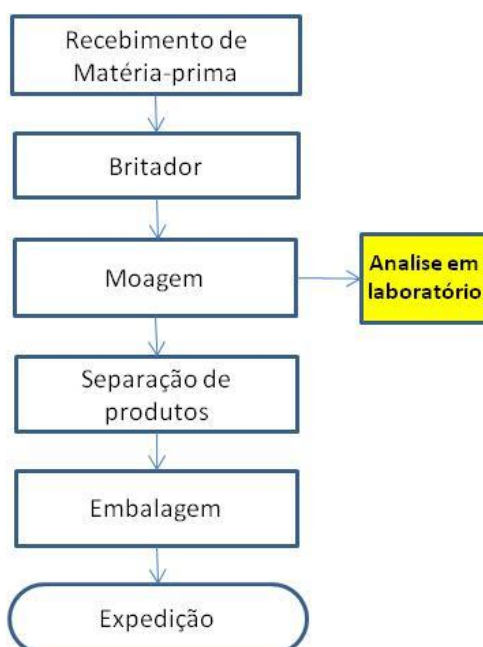 Recebimento de
Matéria-prima
Britador
Moagem
Analise em
laboratório
Separação de
produtos
Embalagem
Expedição